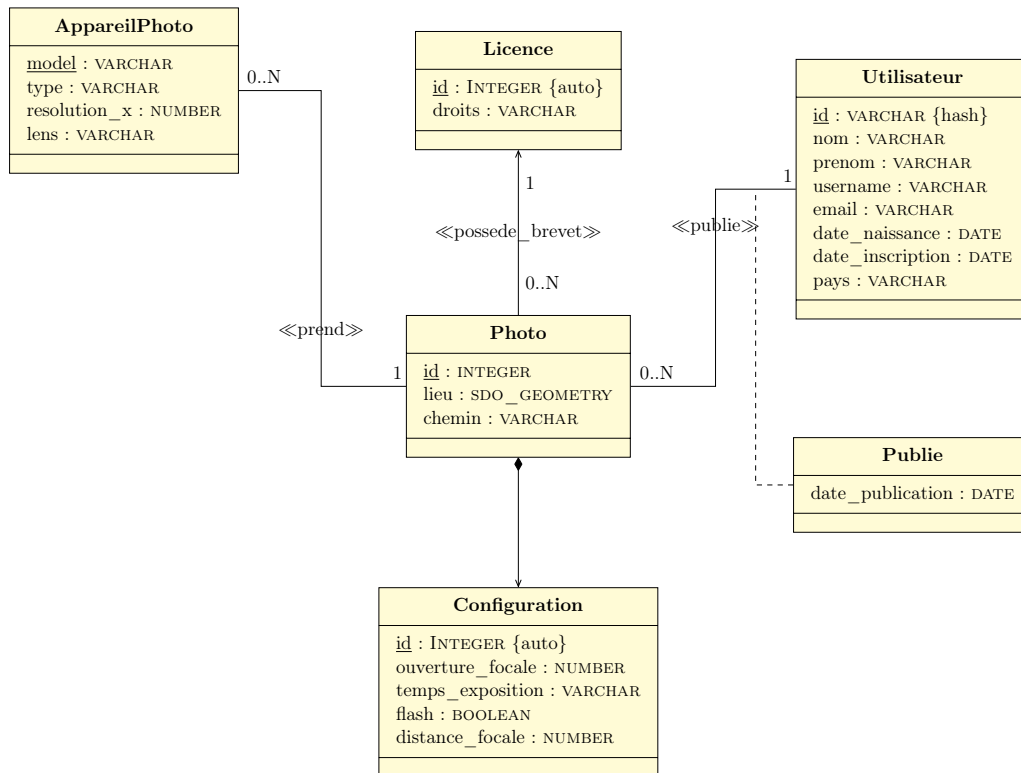 AppareilPhoto
model : VARCHAR
type : VARCHAR
resolution_x : NUMBER
lens : VARCHAR
0..N
Licence
id : INTEGER {auto}
droits : VARCHAR
Utilisateur
id : VARCHAR {hash}
nom : VARCHAR
prenom : VARCHAR
username : VARCHAR
email : VARCHAR
date_naissance : DATE
date_inscription : DATE
pays : VARCHAR
1
1
≪possede_brevet≫
≪publie≫
0..N
≪prend≫
1
Photo
id : INTEGER
lieu : SDO_GEOMETRY
chemin : VARCHAR
0..N
Publie
date_publication : DATE
Configuration
id : INTEGER {auto}
ouverture_focale : NUMBER
temps_exposition : VARCHAR
flash : BOOLEAN
distance_focale : NUMBER